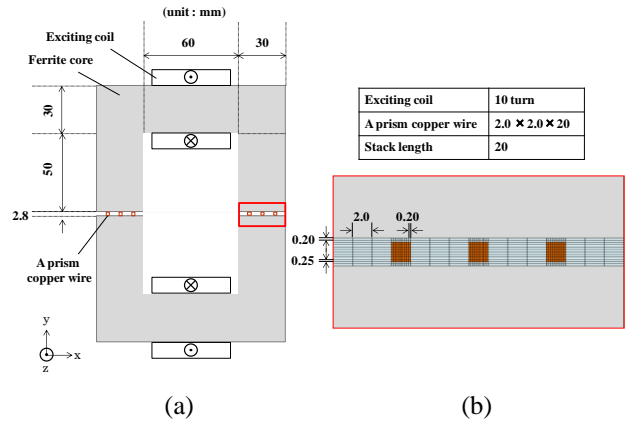 (unit : mm)
Exciting coil
Ferrite core
60
30
30
50
2.8
A prism
copper wire
y
x
z
(a)
Exciting coil 10 turn
A prism copper wire 2.0 × 2.0 × 20
Stack length 20
2.0
0.20
0.20
0.25
(b)